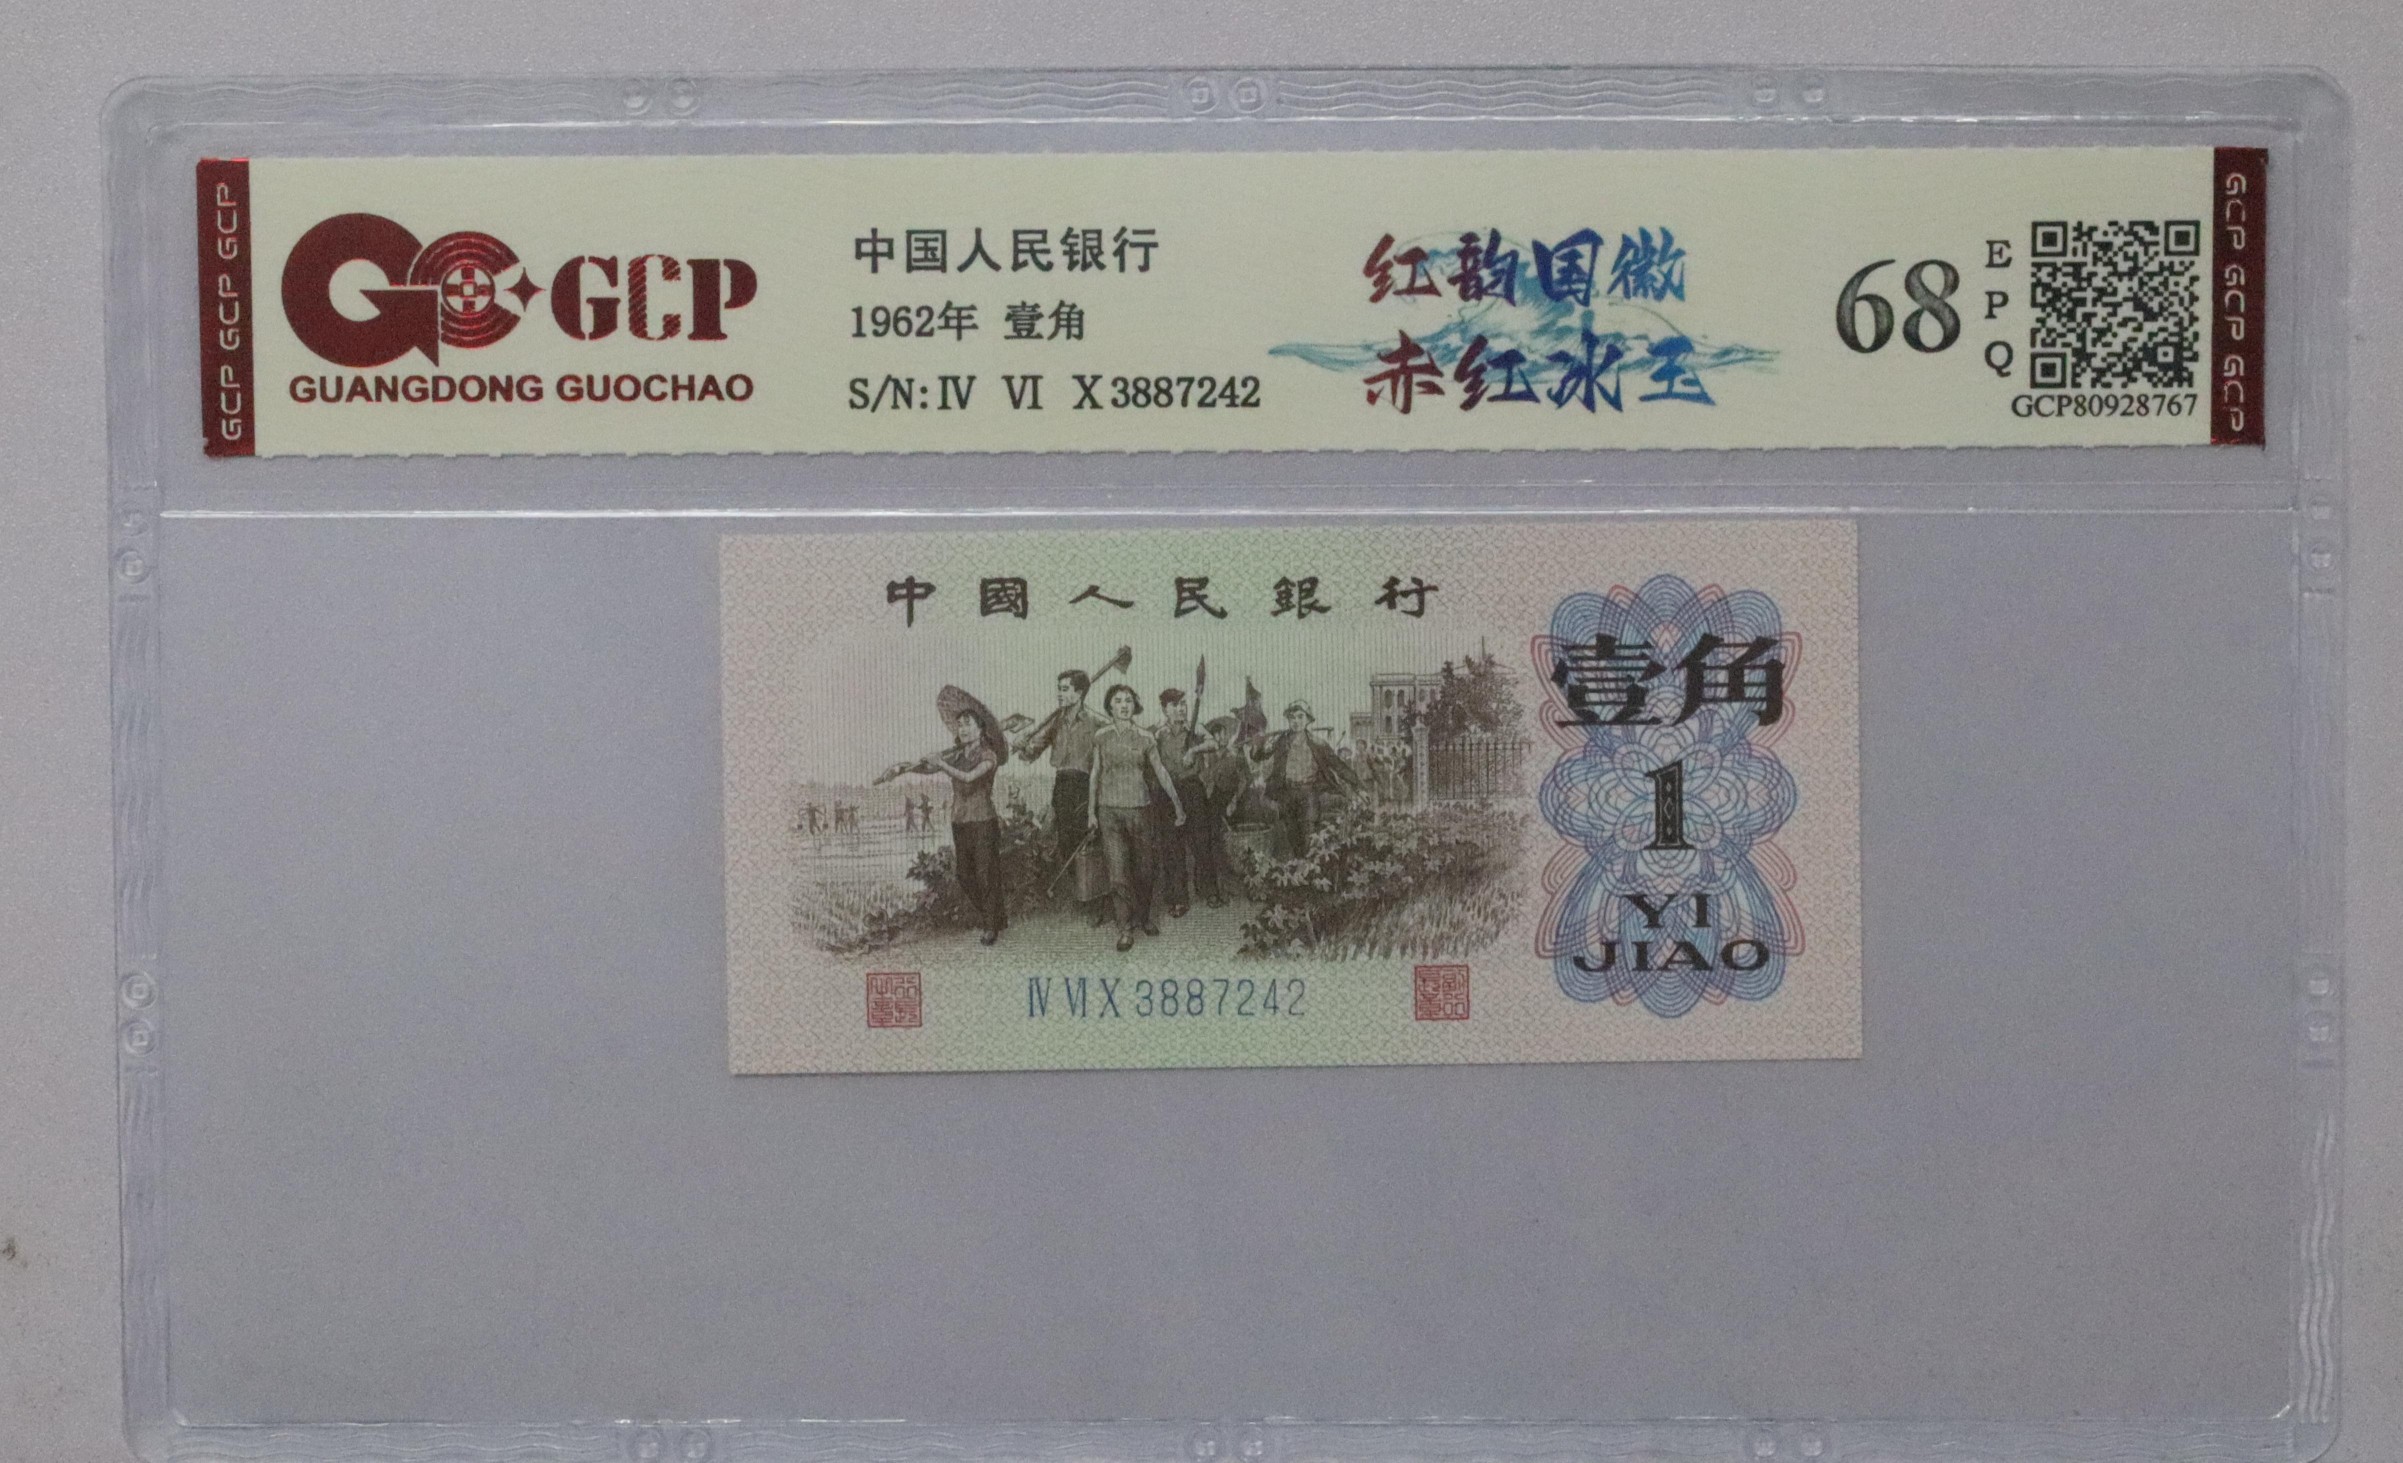 GCP GCP GCP
GCP
GUANGDONG GUOCHAO
中国人民银行
1962年 壹角
S/N: IV VI X 3887242
红韵国徽
赤红冰玉
68
EPQ
GCP80928767
GCP GCP GCP
中國人民銀行
壹角
1
YI
JIAO
IV VI X 3887242